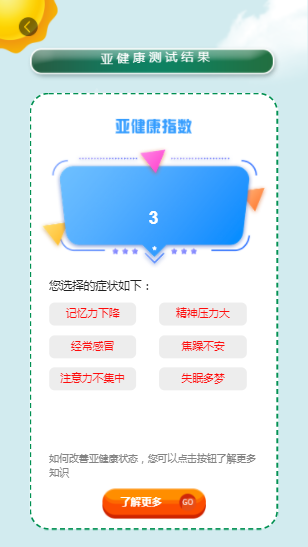 亚健康测试结果
亚健康指数
3
您选择的症状如下：
记忆力下降 精神压力大
经常感冒 焦躁不安
注意力不集中 失眠多梦
如何改善亚健康状态，您可以点击按钮了解更多
知识
了解更多 GO